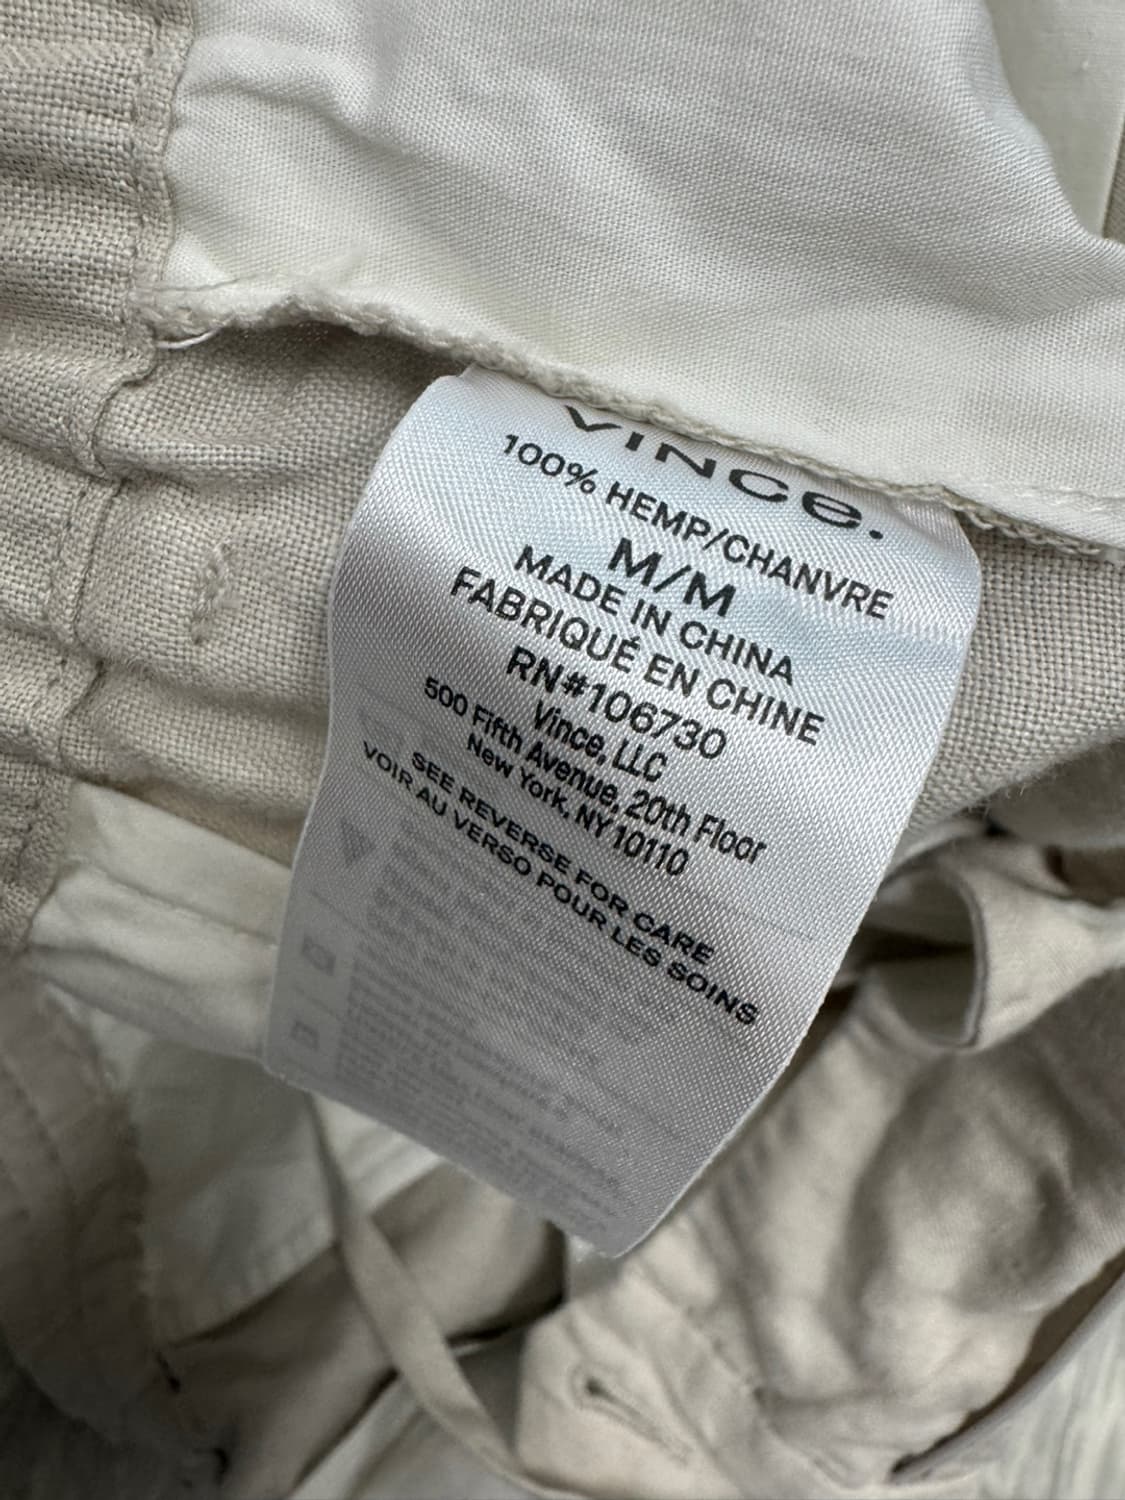 VINCE.
100% HEMP/CHANVRE
M/M
MADE IN CHINA
FABRIQUÉ EN CHINE
RN#106730
Vince, LLC
500 Fifth Avenue, 20th Floor
New York, NY 10110
SEE REVERSE FOR CARE
VOIR AU VERSO POUR LES SOINS